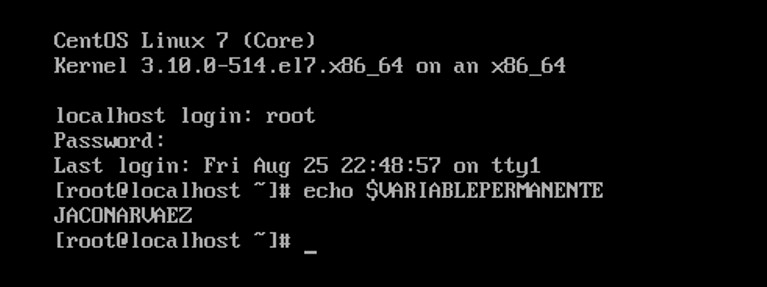 CentOS Linux 7 (Core)
Kernel 3.10.0-514.el7.x86_64 on an x86_64
localhost login: root
Password:
Last login: Fri Aug 25 22:48:57 on tty1
[root@localhost ~]# echo $VARIABLEPERMANENTE
JACONARVAEZ
[root@localhost ~]# _